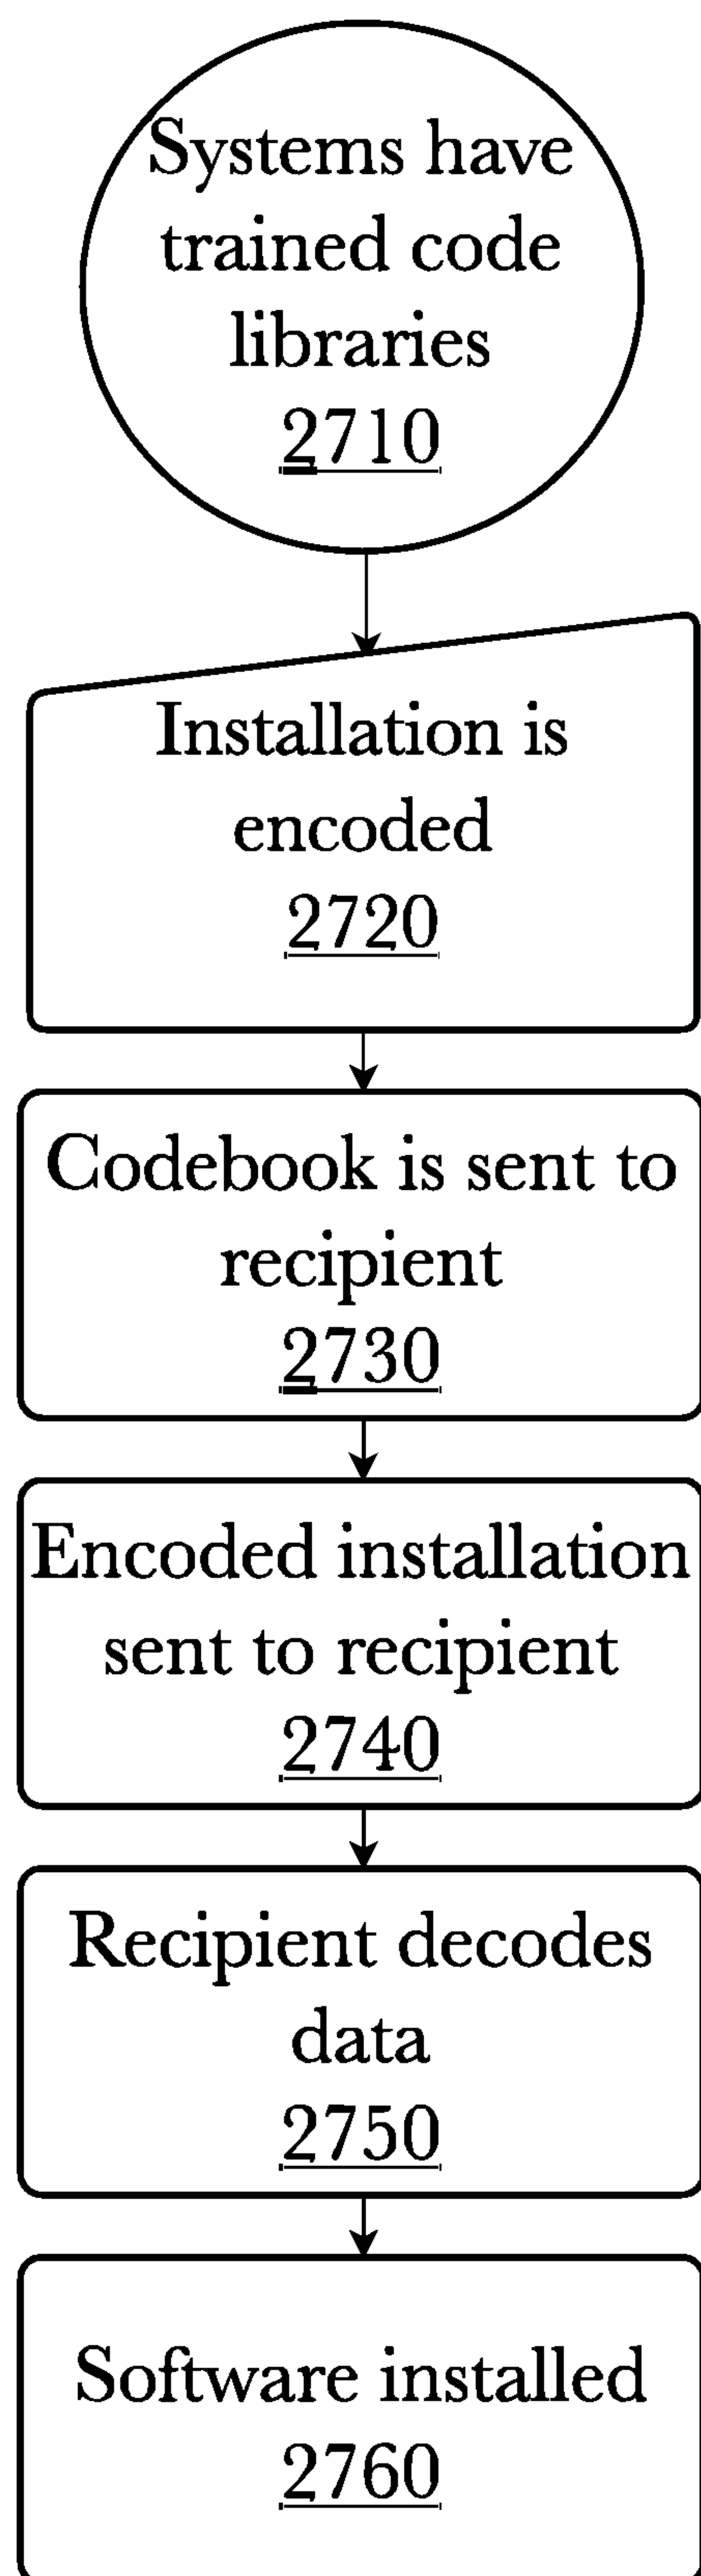 Systems have
trained code
libraries
2710
Installation is
encoded
2720
Codebook is sent to
recipient
2730
Encoded installation
sent to recipient
2740
Recipient decodes
data
2750
Software installed
2760